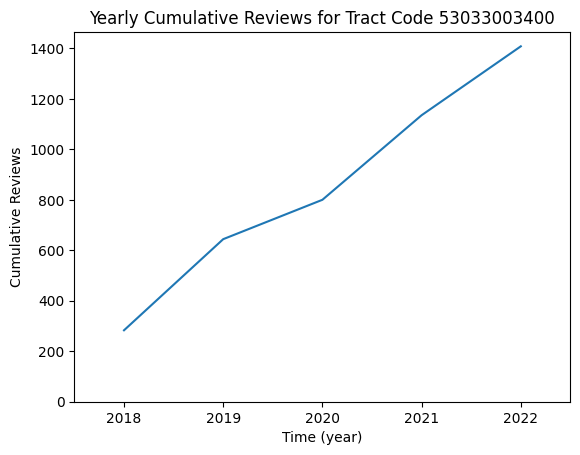 Yearly Cumulative Reviews for Tract Code 53033003400
1400
1200
1000
800
600
400
200
0
Cumulative Reviews
2018 2019 2020 2021 2022
Time (year)